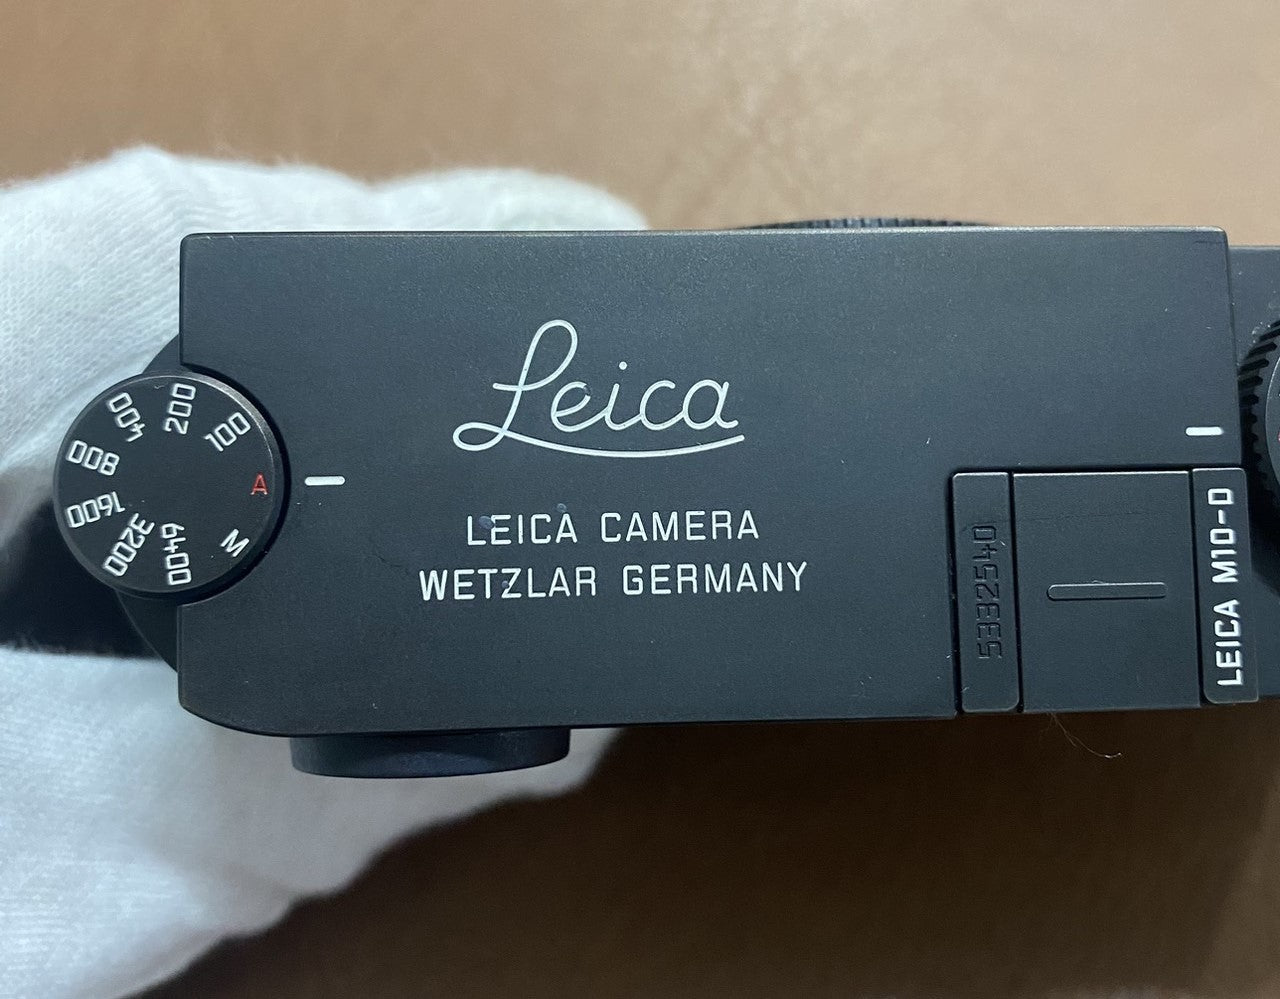 Leica
LEICA CAMERA
WETZLAR GERMANY
100
200
400
800
1600
3200
6400
M
A
5332540
LEICA M10-D